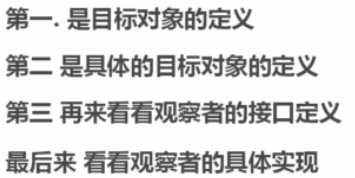 第一. 是目标对象的定义
第二 是具体的目标对象的定义
第三 再来看看观察者的接口定义
最后来 看看观察者的具体实现